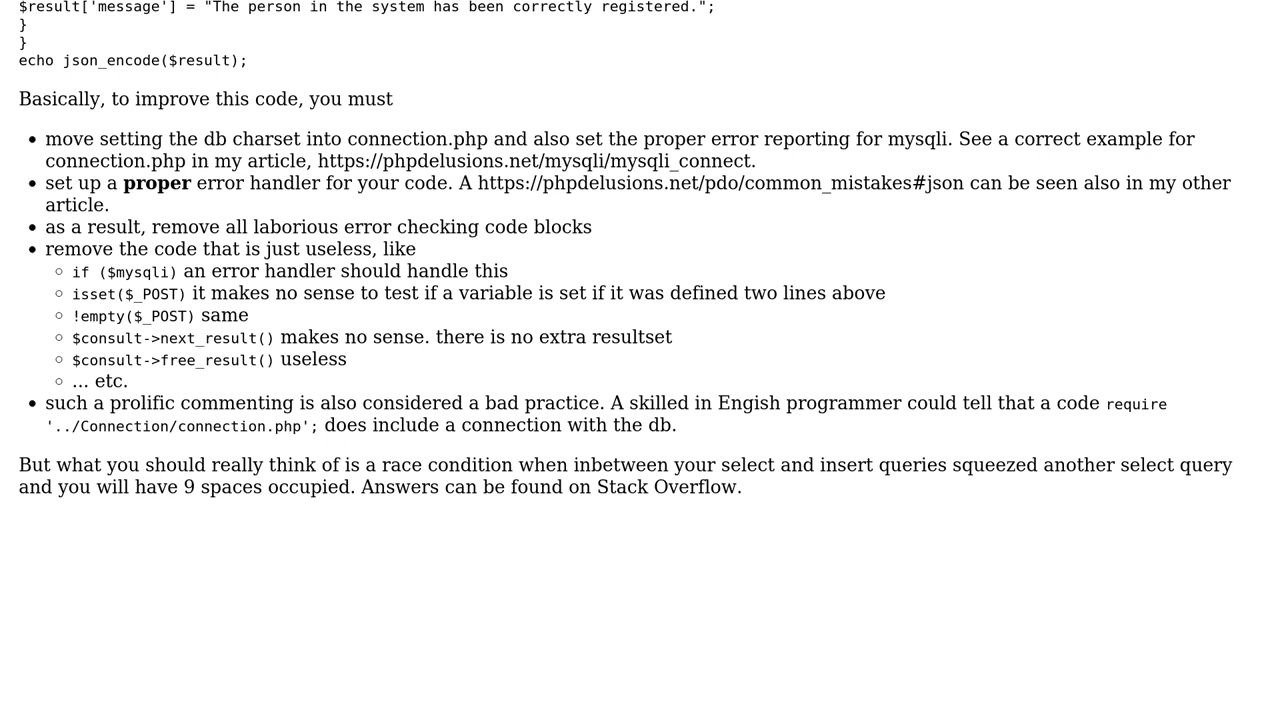 $result['message'] = "The person in the system has been correctly registered.";
}
}
echo json_encode($result);
Basically, to improve this code, you must
• move setting the db charset into connection.php and also set the proper error reporting for mysqli. See a correct example for
connection.php in my article, https://phpdelusions.net/mysqli/mysqli_connect.
• set up a proper error handler for your code. A https://phpdelusions.net/pdo/common_mistakes#json can be seen also in my other
article.
• as a result, remove all laborious error checking code blocks
• remove the code that is just useless, like
◦ if ($mysqli) an error handler should handle this
◦ isset($_POST) it makes no sense to test if a variable is set if it was defined two lines above
◦ !empty($_POST) same
◦ $consult->next_result() makes no sense. there is no extra resultset
◦ $consult->free_result() useless
◦ ... etc.
• such a prolific commenting is also considered a bad practice. A skilled in Engish programmer could tell that a code require
'../Connection/connection.php'; does include a connection with the db.
But what you should really think of is a race condition when inbetween your select and insert queries squeezed another select query
and you will have 9 spaces occupied. Answers can be found on Stack Overflow.